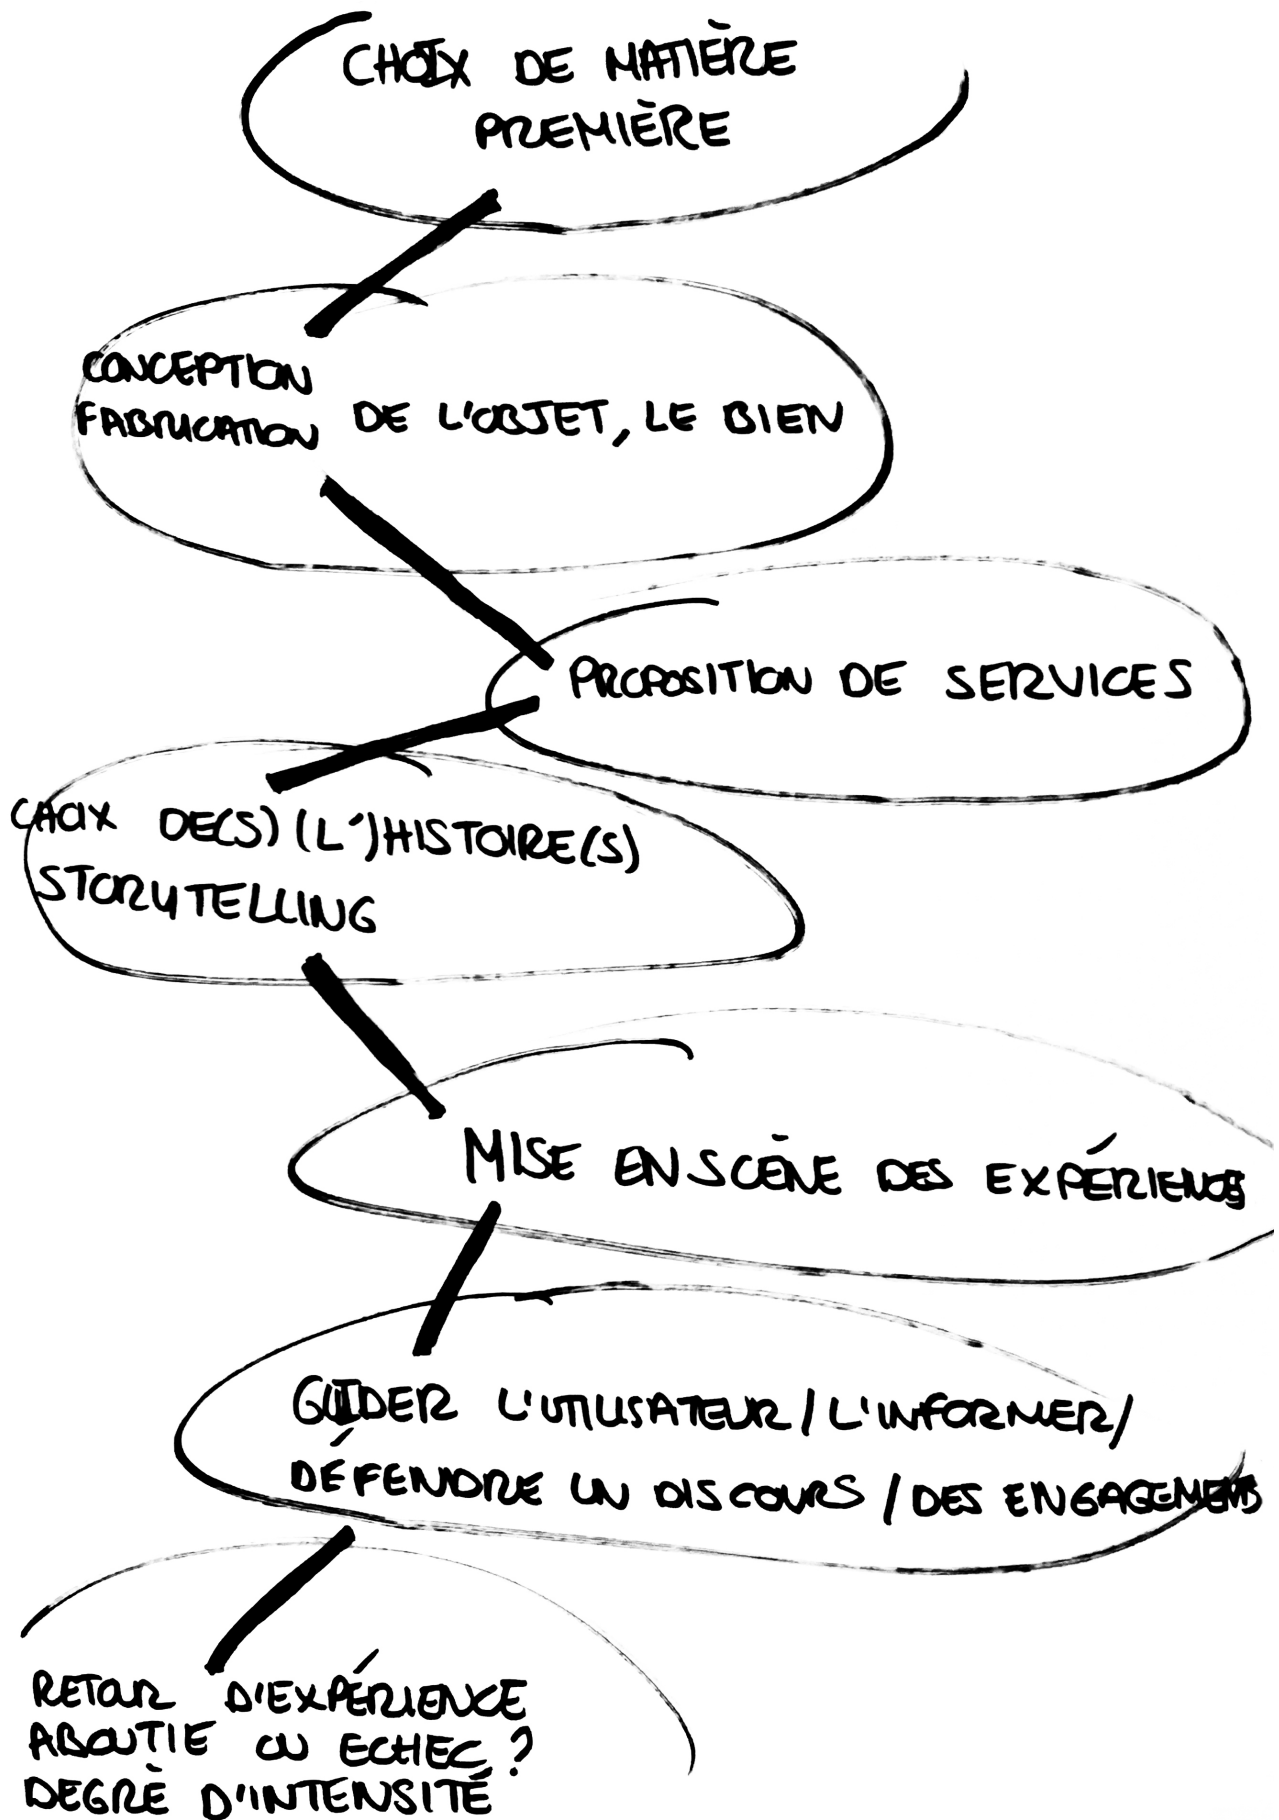 CHOIX DE MATIÈRE
PREMIÈRE
CONCEPTION
FABRICATION DE L'OBJET, LE BIEN
PROPOSITION DE SERVICES
CHOIX DE(S) (L')HISTOIRE(S)
STORYTELLING
MISE EN SCÈNE DES EXPÉRIENCES
GUIDER L'UTILISATEUR / L'INFORMER /
DÉFENDRE UN DISCOURS / DES ENGAGEMENTS
RETOUR D'EXPÉRIENCE
ABOUTIE OU ECHEC ?
DEGRÈ D'INTENSITÉ